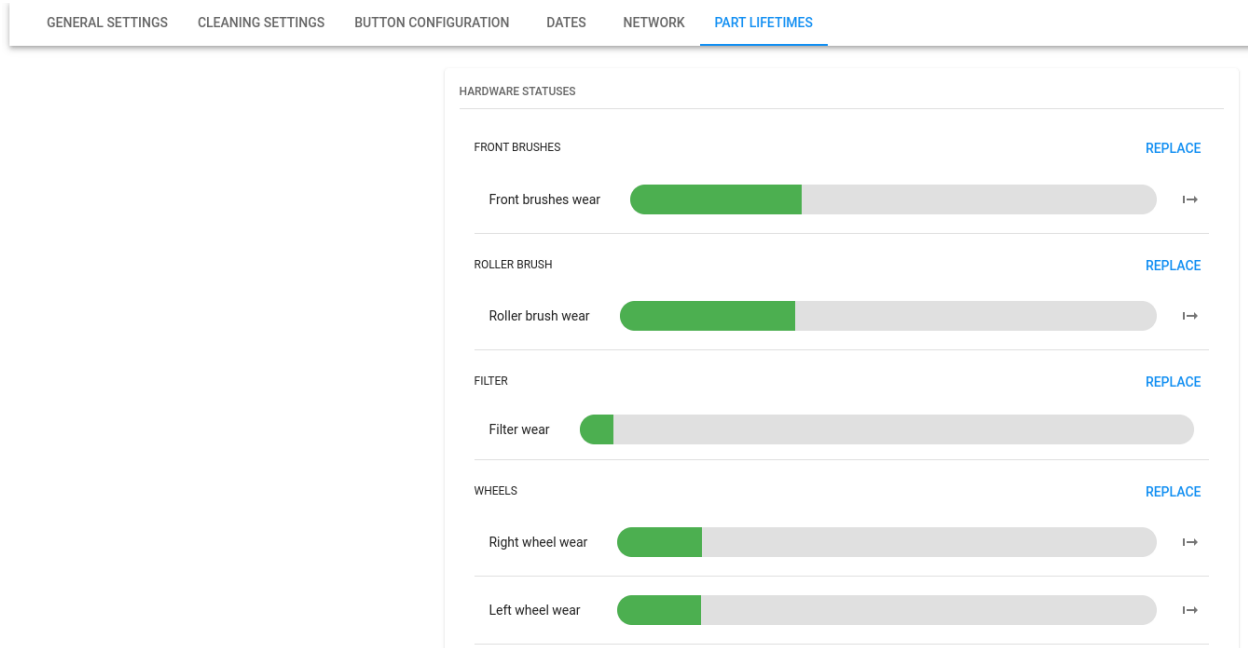 GENERAL SETTINGS CLEANING SETTINGS BUTTON CONFIGURATION DATES NETWORK PART LIFETIMES
HARDWARE STATUSES
FRONT BRUSHES REPLACE
Front brushes wear
ROLLER BRUSH REPLACE
Roller brush wear
FILTER REPLACE
Filter wear
WHEELS REPLACE
Right wheel wear
Left wheel wear